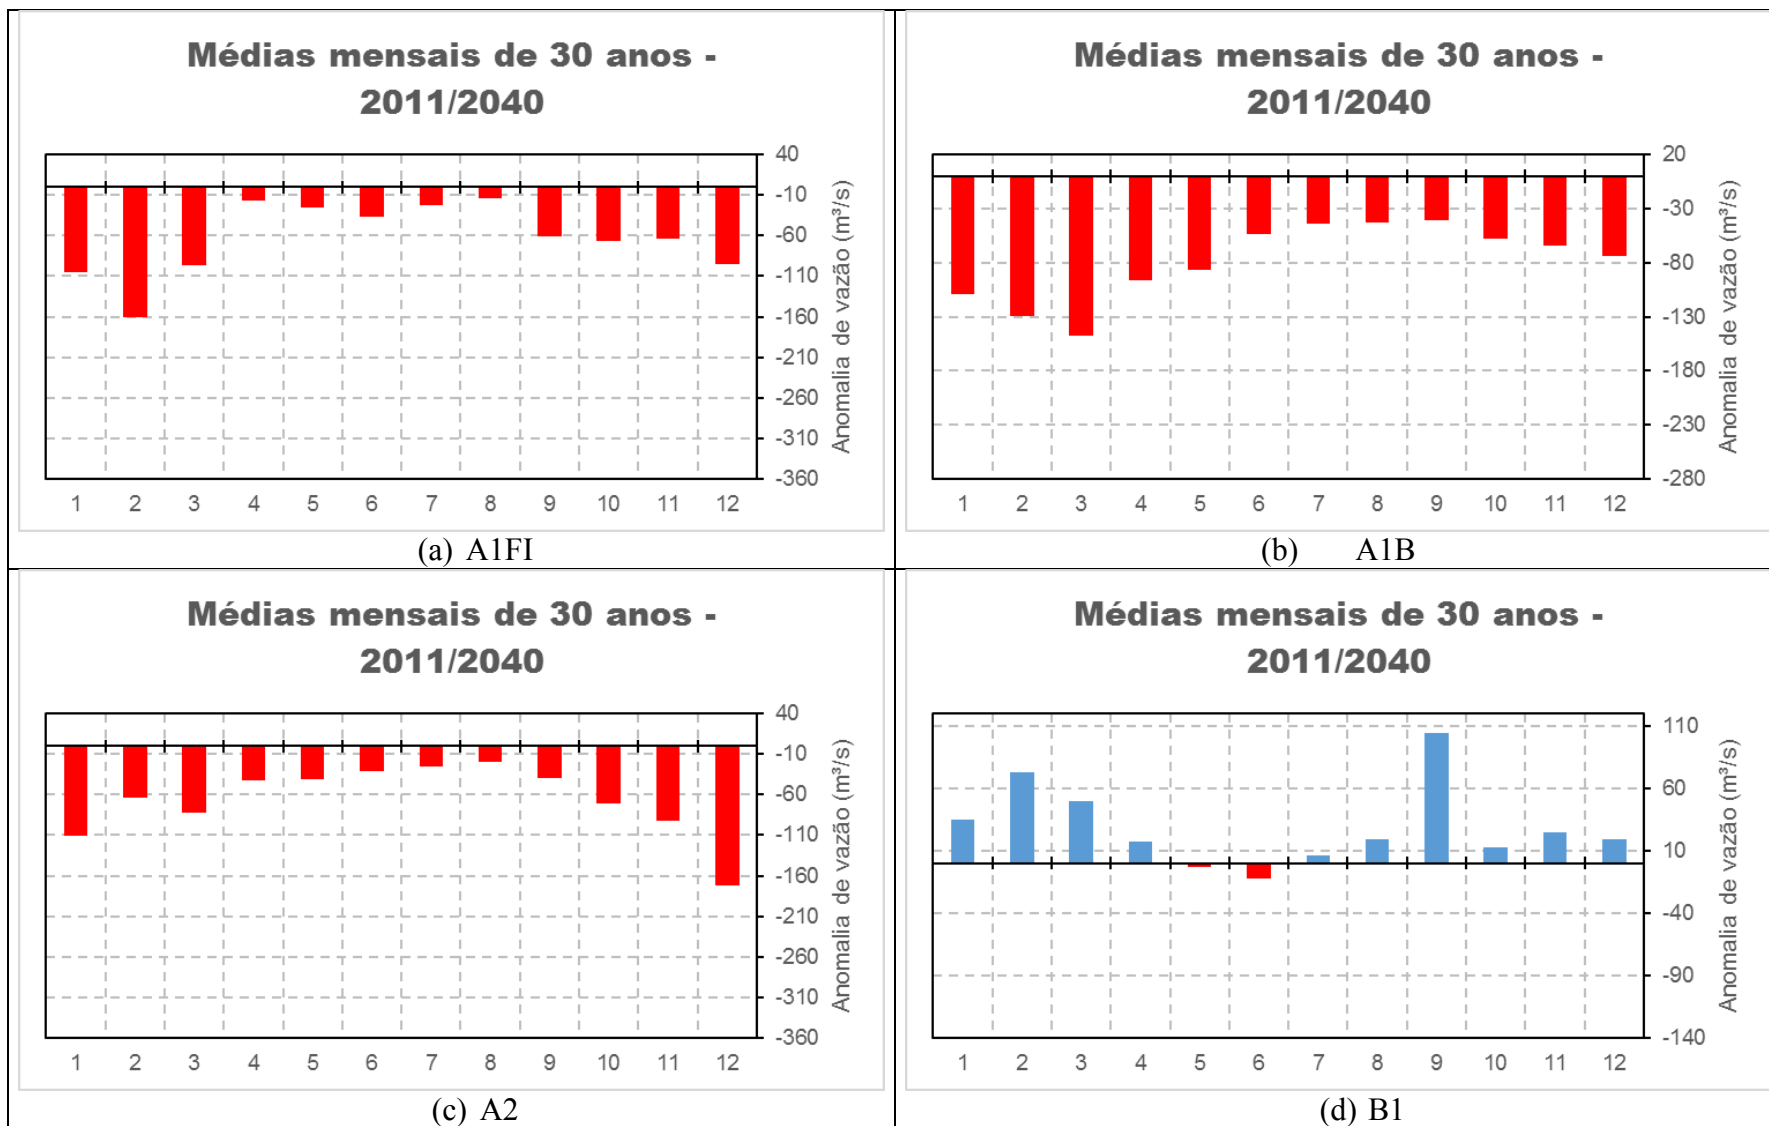 Médias mensais de 30 anos -
2011/2040
40
-10
-60
-110
-160
-210
-260
-310
-360
Anomalia de vazão (m³/s)
1 2 3 4 5 6 7 8 9 10 11 12
(a) A1FI
Médias mensais de 30 anos -
2011/2040
20
-30
-80
-130
-180
-230
-280
Anomalia de vazão (m³/s)
1 2 3 4 5 6 7 8 9 10 11 12
(b) A1B
Médias mensais de 30 anos -
2011/2040
40
-10
-60
-110
-160
-210
-260
-310
-360
Anomalia de vazão (m³/s)
1 2 3 4 5 6 7 8 9 10 11 12
(c) A2
Médias mensais de 30 anos -
2011/2040
110
60
10
-40
-90
-140
Anomalia de vazão (m³/s)
1 2 3 4 5 6 7 8 9 10 11 12
(d) B1